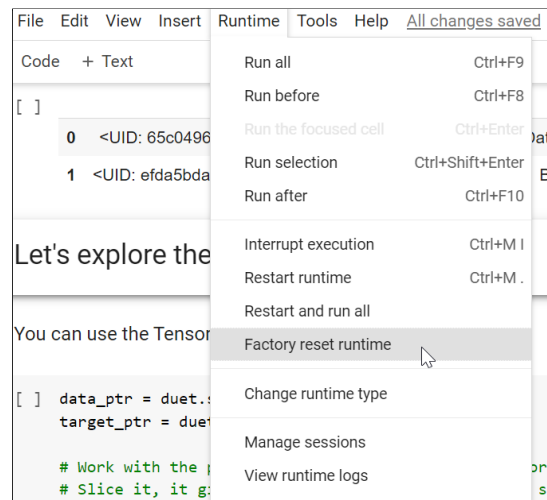 File Edit View Insert Runtime Tools Help All changes saved
Code + Text
Run all Ctrl+F9
Run before Ctrl+F8
[ ]
Run the focused cell Ctrl+Enter
0 <UID: 65c0496
Run selection Ctrl+Shift+Enter
1 <UID: efda5bda
Run after Ctrl+F10
Let's explore the
Interrupt execution Ctrl+M I
Restart runtime Ctrl+M .
Restart and run all
You can use the Tensor
Factory reset runtime
Change runtime type
[ ] data_ptr = duet.s
target_ptr = duet
Manage sessions
# Work with the
View runtime logs
# Slice it, it